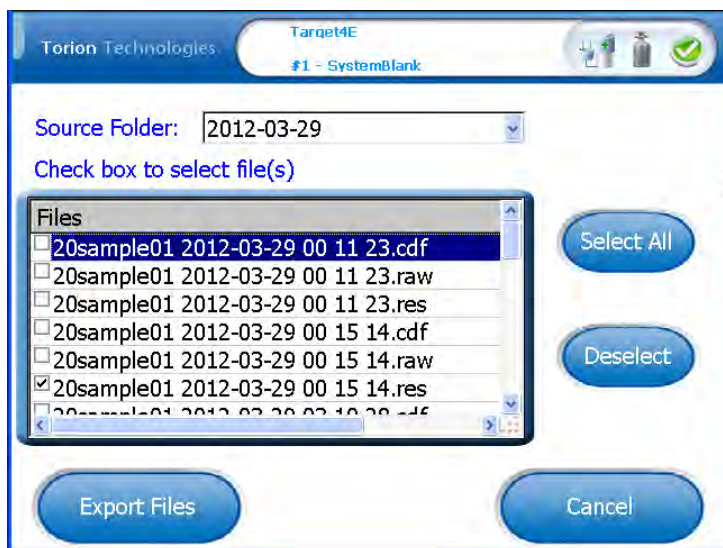 Torion Technologies
Target4E
#1 - SystemBlank
Source Folder: 2012-03-29
Check box to select file(s)
Files
20sample01 2012-03-29 00 11 23.cdf
20sample01 2012-03-29 00 11 23.raw
20sample01 2012-03-29 00 11 23.res
20sample01 2012-03-29 00 15 14.cdf
20sample01 2012-03-29 00 15 14.raw
20sample01 2012-03-29 00 15 14.res
Select All
Deselect
Export Files
Cancel